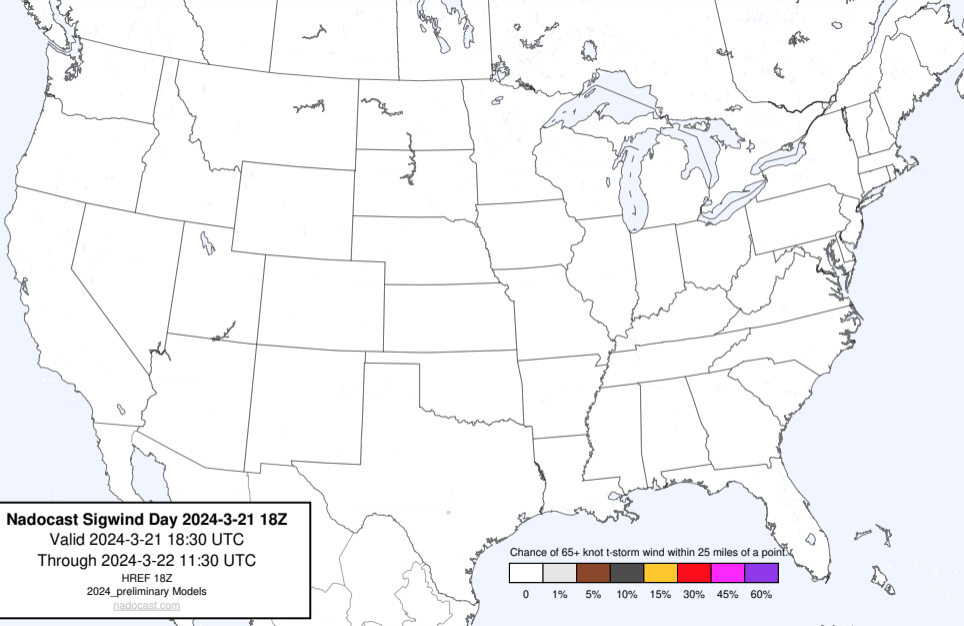 Nadocast Sigwind Day 2024-3-21 18Z
Valid 2024-3-21 18:30 UTC
Through 2024-3-22 11:30 UTC
HREF 18Z
2024_preliminary Models
nadocast.com
Chance of 65+ knot t-storm wind within 25 miles of a point.
0 1% 5% 10% 15% 30% 45% 60%